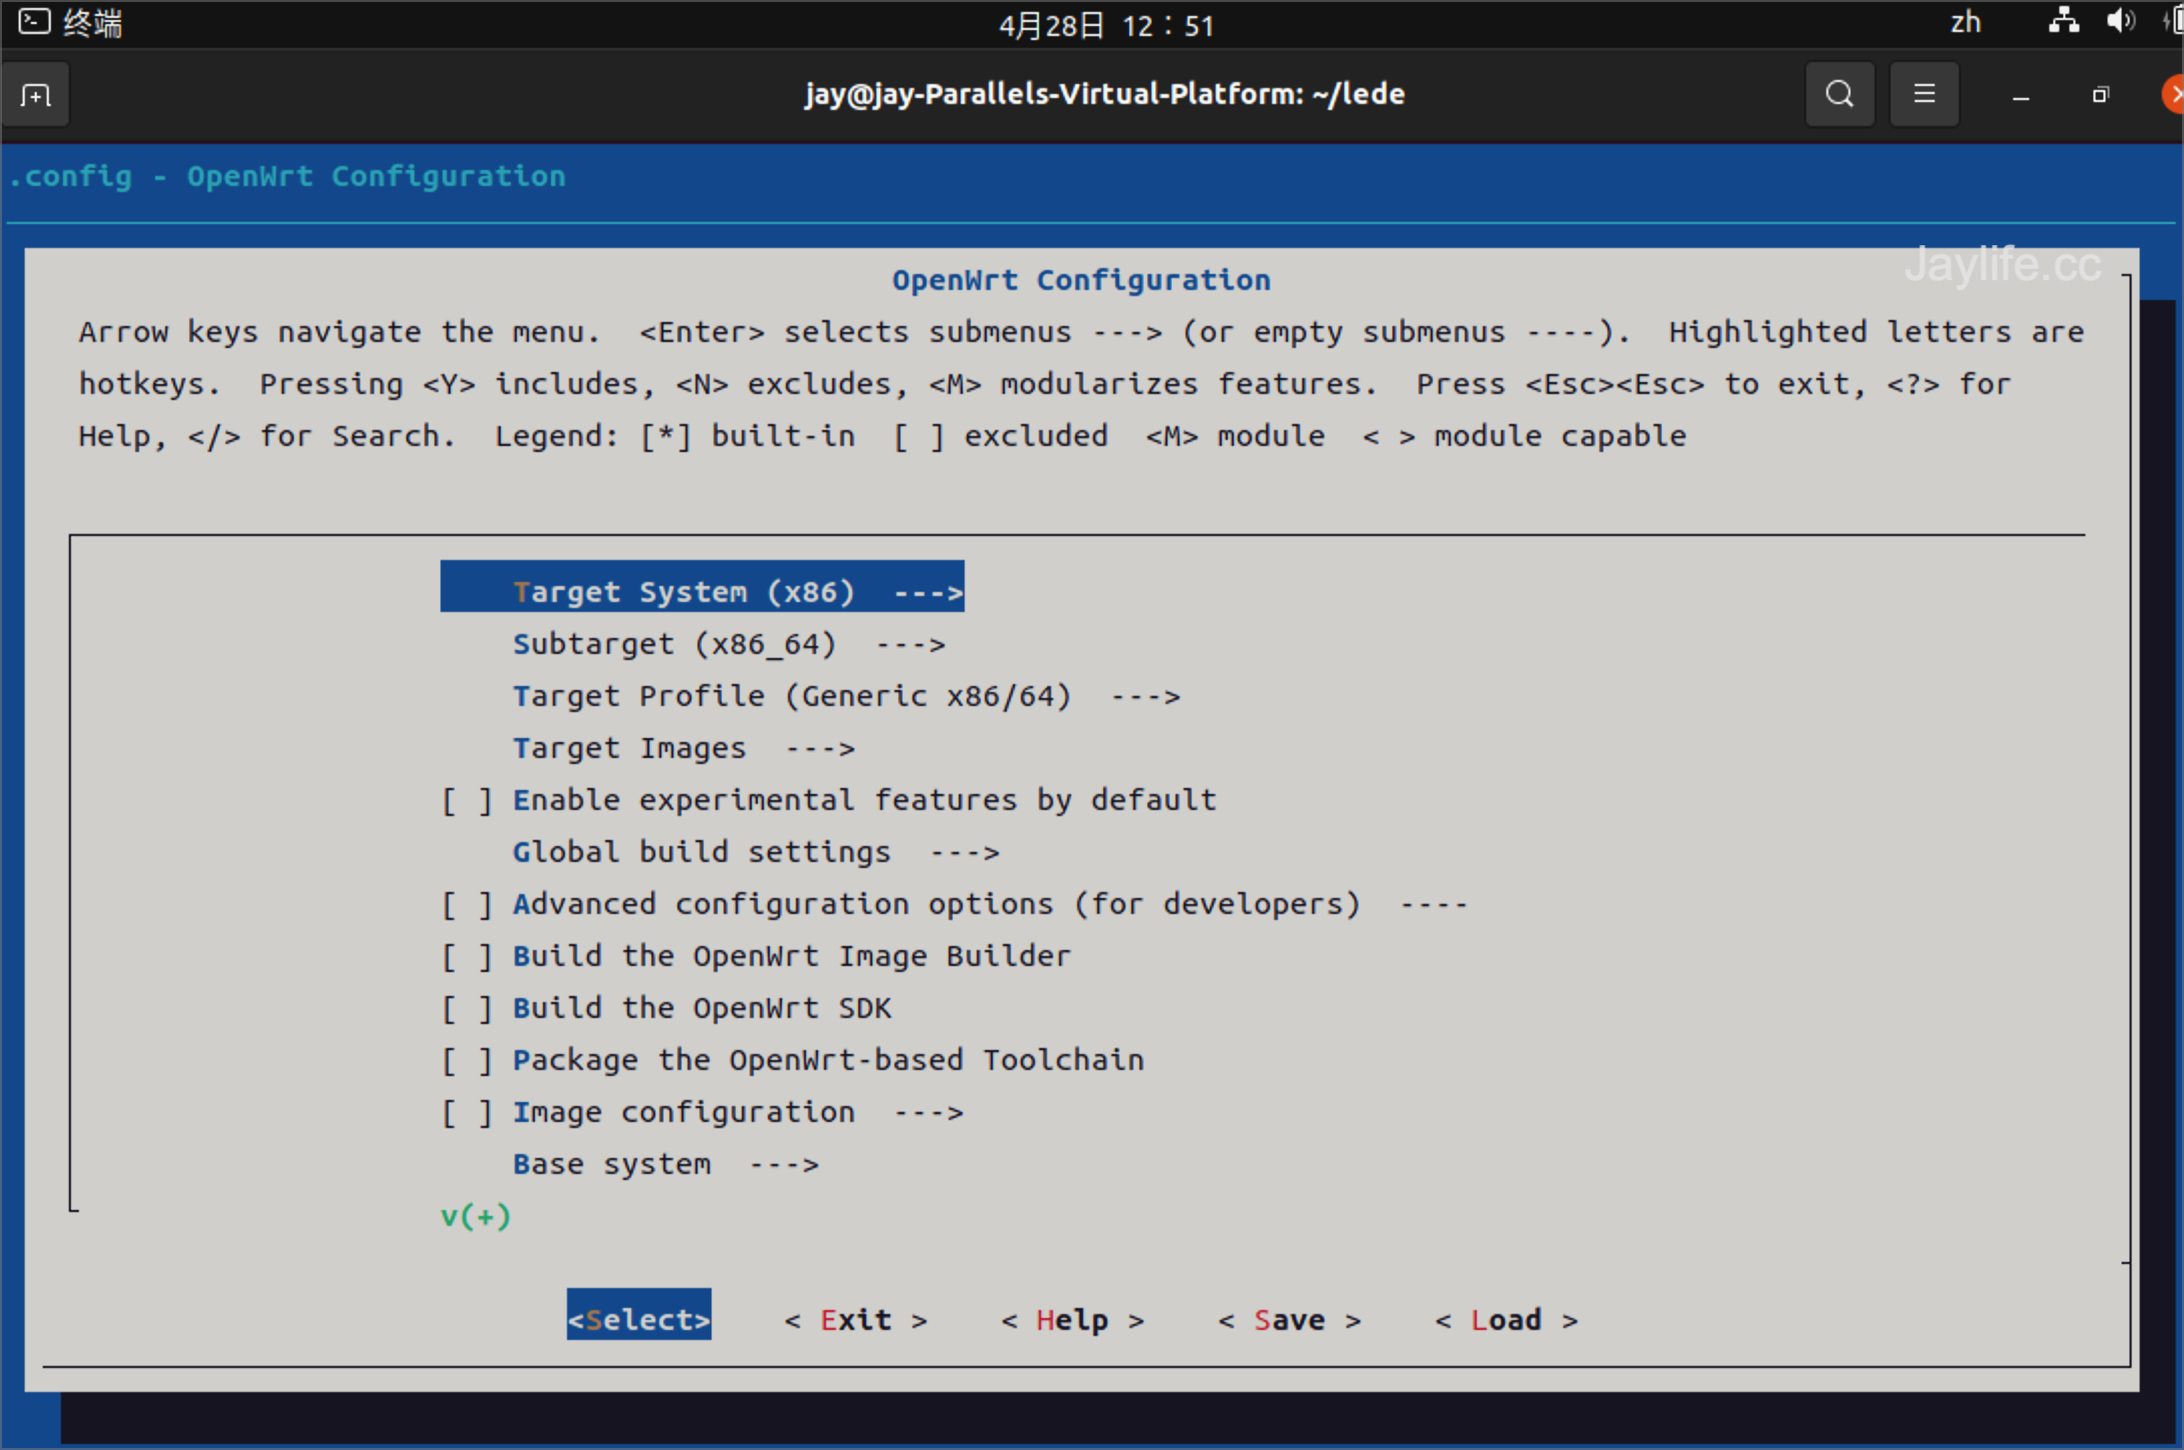 终端
4月28日 12：51
zh
jay@jay-Parallels-Virtual-Platform: ~/lede
.config - OpenWrt Configuration
Jaylife.cc
OpenWrt Configuration
Arrow keys navigate the menu.  <Enter> selects submenus ---> (or empty submenus ----).  Highlighted letters are
hotkeys.  Pressing <Y> includes, <N> excludes, <M> modularizes features.  Press <Esc><Esc> to exit, <?> for
Help, </> for Search.  Legend: [*] built-in  [ ] excluded  <M> module  < > module capable
Target System (x86)  --->
Subtarget (x86_64)  --->
Target Profile (Generic x86/64)  --->
Target Images  --->
[ ] Enable experimental features by default
Global build settings  --->
[ ] Advanced configuration options (for developers)  ----
[ ] Build the OpenWrt Image Builder
[ ] Build the OpenWrt SDK
[ ] Package the OpenWrt-based Toolchain
[ ] Image configuration  --->
Base system  --->
v(+)
<Select>    < Exit >    < Help >    < Save >    < Load >